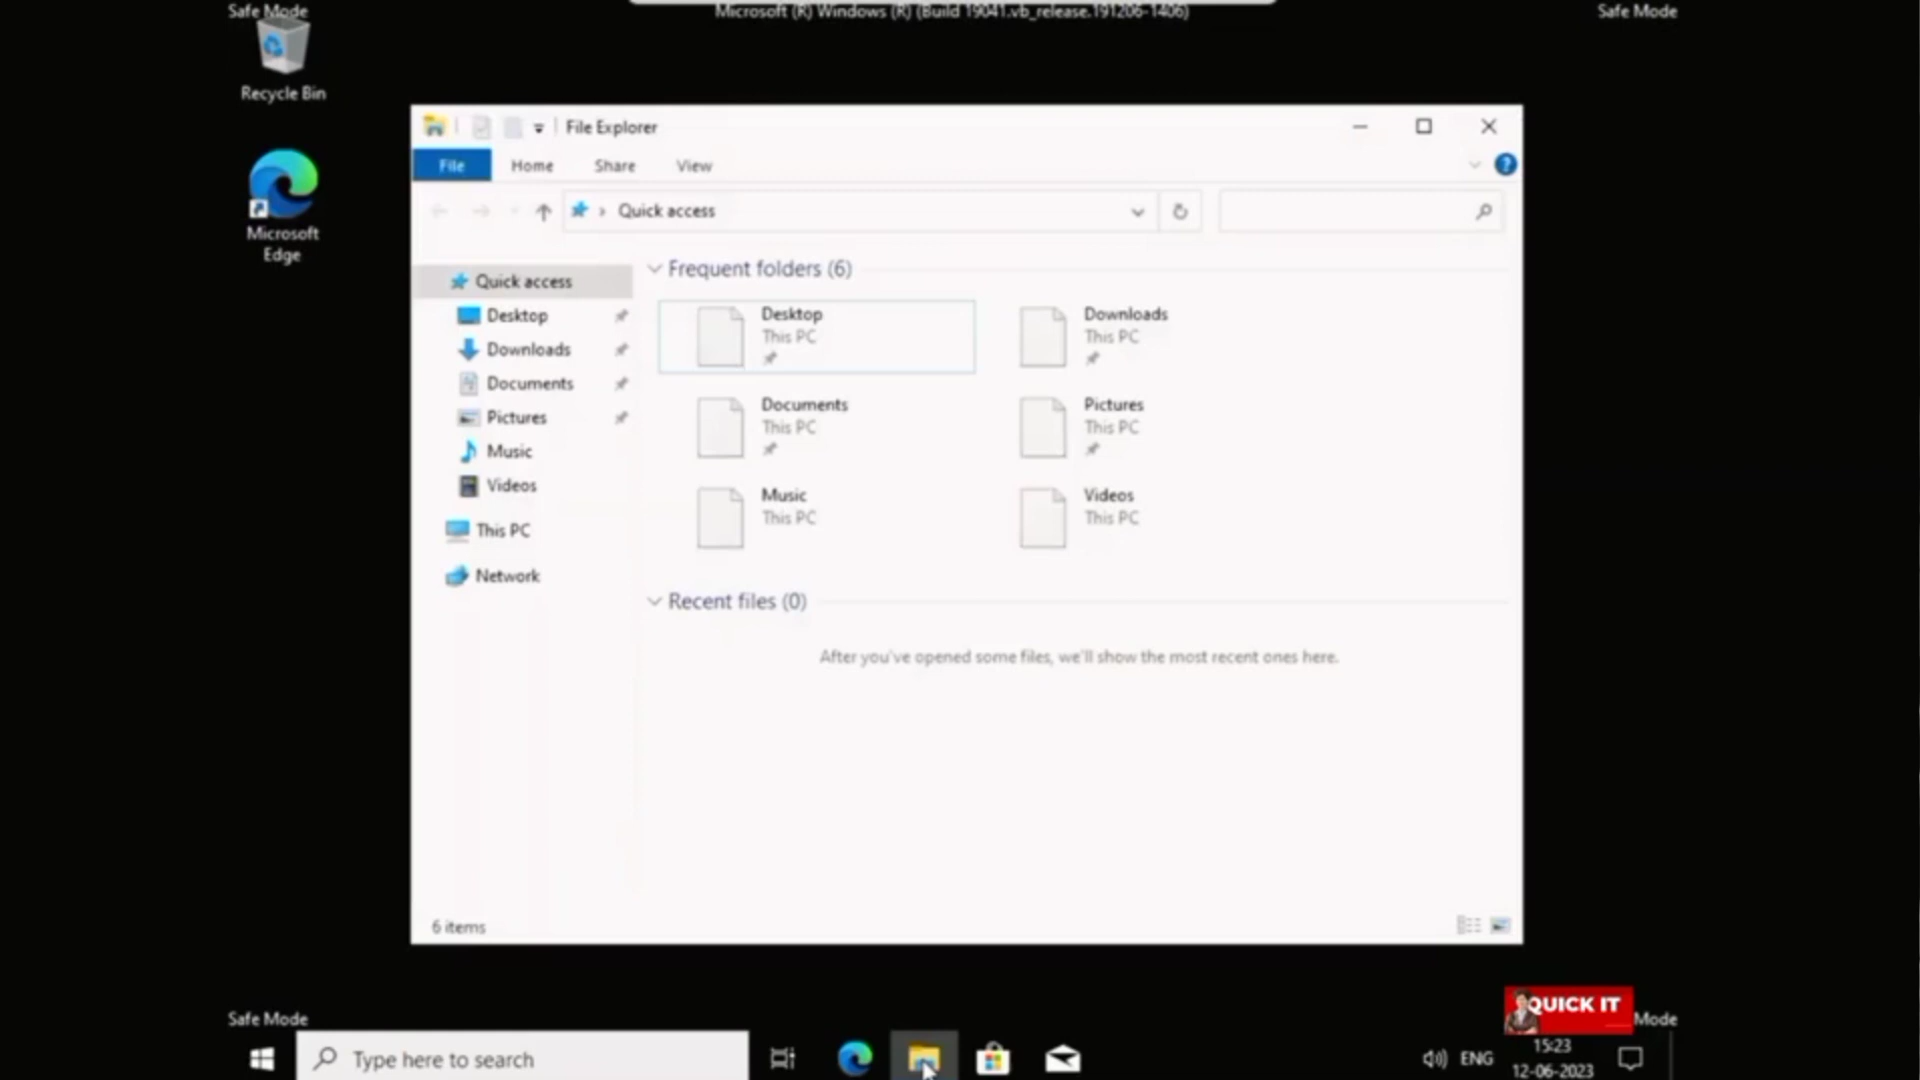 Safe Mode
Microsoft (R) Windows (R) (Build 19041.vb_release.191206-1406)
Safe Mode
Recycle Bin
Microsoft
Edge
File Explorer
File
Home
Share
View
Quick access
Quick access
Desktop
Downloads
Documents
Pictures
Music
Videos
This PC
Network
Frequent folders (6)
Desktop
This PC
Downloads
This PC
Documents
This PC
Pictures
This PC
Music
This PC
Videos
This PC
Recent files (0)
After you've opened some files, we'll show the most recent ones here.
6 items
Safe Mode
QUICK IT
Mode
Type here to search
ENG
15:23
12-06-2023